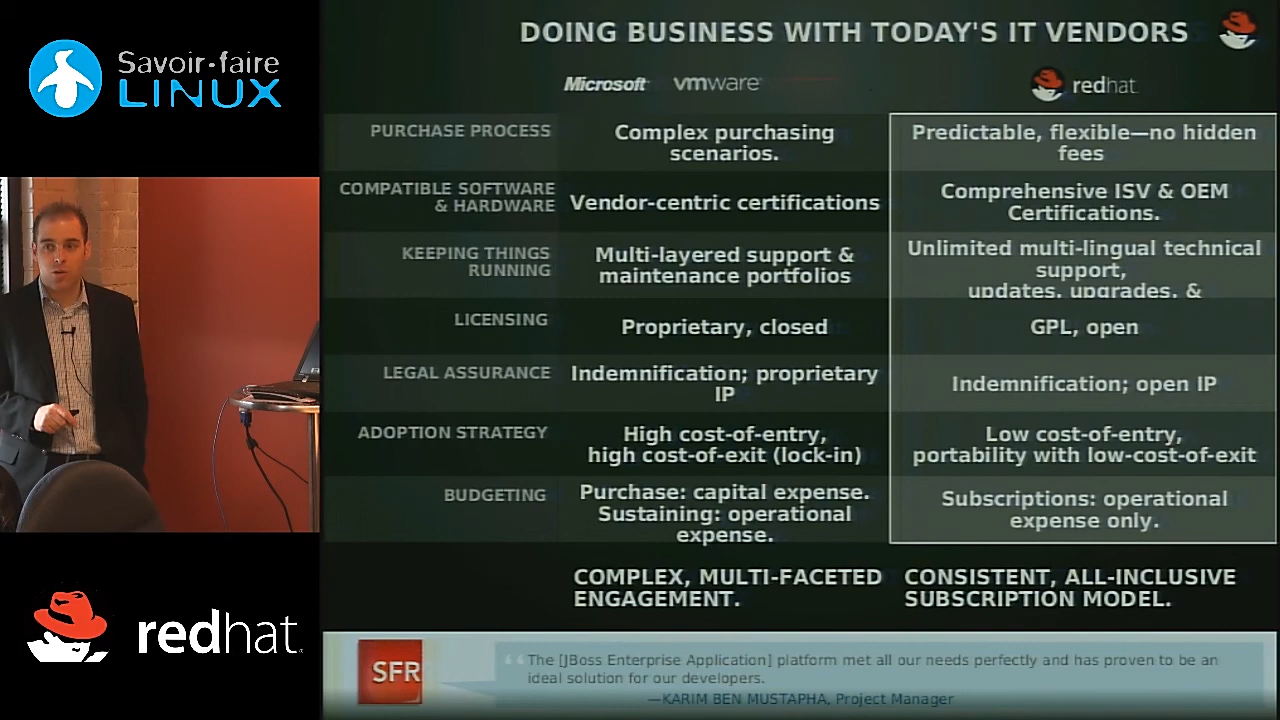 Savoir-faire
LINUX
DOING BUSINESS WITH TODAY'S IT VENDORS
Microsoft vmware redhat
PURCHASE PROCESS
Complex purchasing
scenarios.
Predictable, flexible—no hidden
fees
COMPATIBLE SOFTWARE
& HARDWARE
Vendor-centric certifications
Comprehensive ISV & OEM
Certifications.
KEEPING THINGS
RUNNING
Multi-layered support &
maintenance portfolios
Unlimited multi-lingual technical
support,
updates, upgrades, &
LICENSING
Proprietary, closed
GPL, open
LEGAL ASSURANCE
Indemnification; proprietary
IP
Indemnification; open IP
ADOPTION STRATEGY
High cost-of-entry,
high cost-of-exit (lock-in)
Low cost-of-entry,
portability with low-cost-of-exit
BUDGETING
Purchase: capital expense.
Sustaining: operational
expense.
Subscriptions: operational
expense only.
COMPLEX, MULTI-FACETED
ENGAGEMENT.
CONSISTENT, ALL-INCLUSIVE
SUBSCRIPTION MODEL.
redhat.
SFR
“The [JBoss Enterprise Application] platform met all our needs perfectly and has proven to be an
ideal solution for our developers.
—KARIM BEN MUSTAPHA, Project Manager